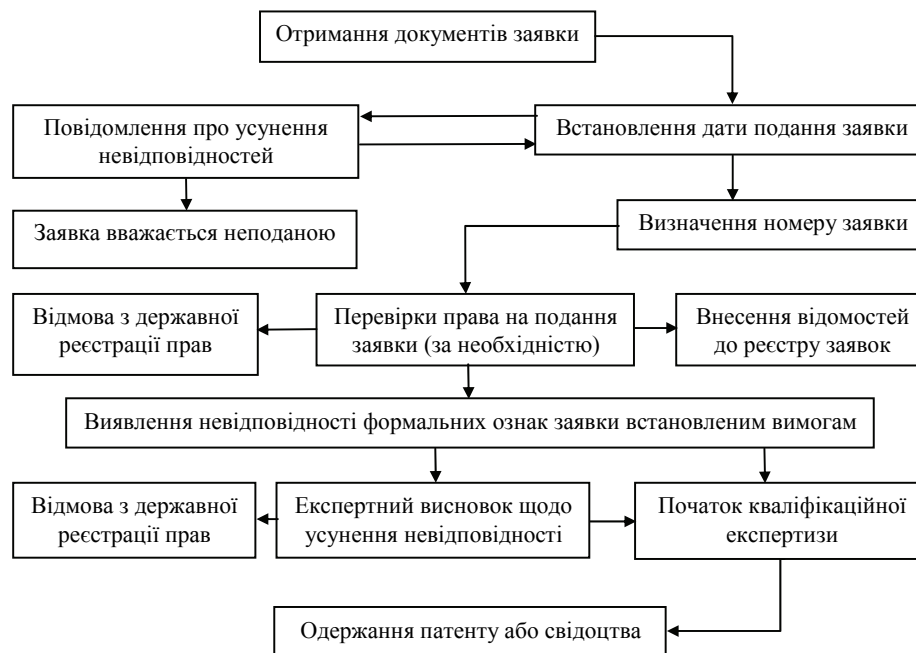 Отримання документів заявки
Повідомлення про усунення
невідповідностей
Встановлення дати подання заявки
Заявка вважається неподаною
Визначення номеру заявки
Відмова з державної
реєстрації прав
Перевірки права на подання
заявки (за необхідністю)
Внесення відомостей
до реєстру заявок
Виявлення невідповідності формальних ознак заявки встановленим вимогам
Відмова з державної
реєстрації прав
Експертний висновок щодо
усунення невідповідності
Початок кваліфікаційної
експертизи
Одержання патенту або свідоцтва